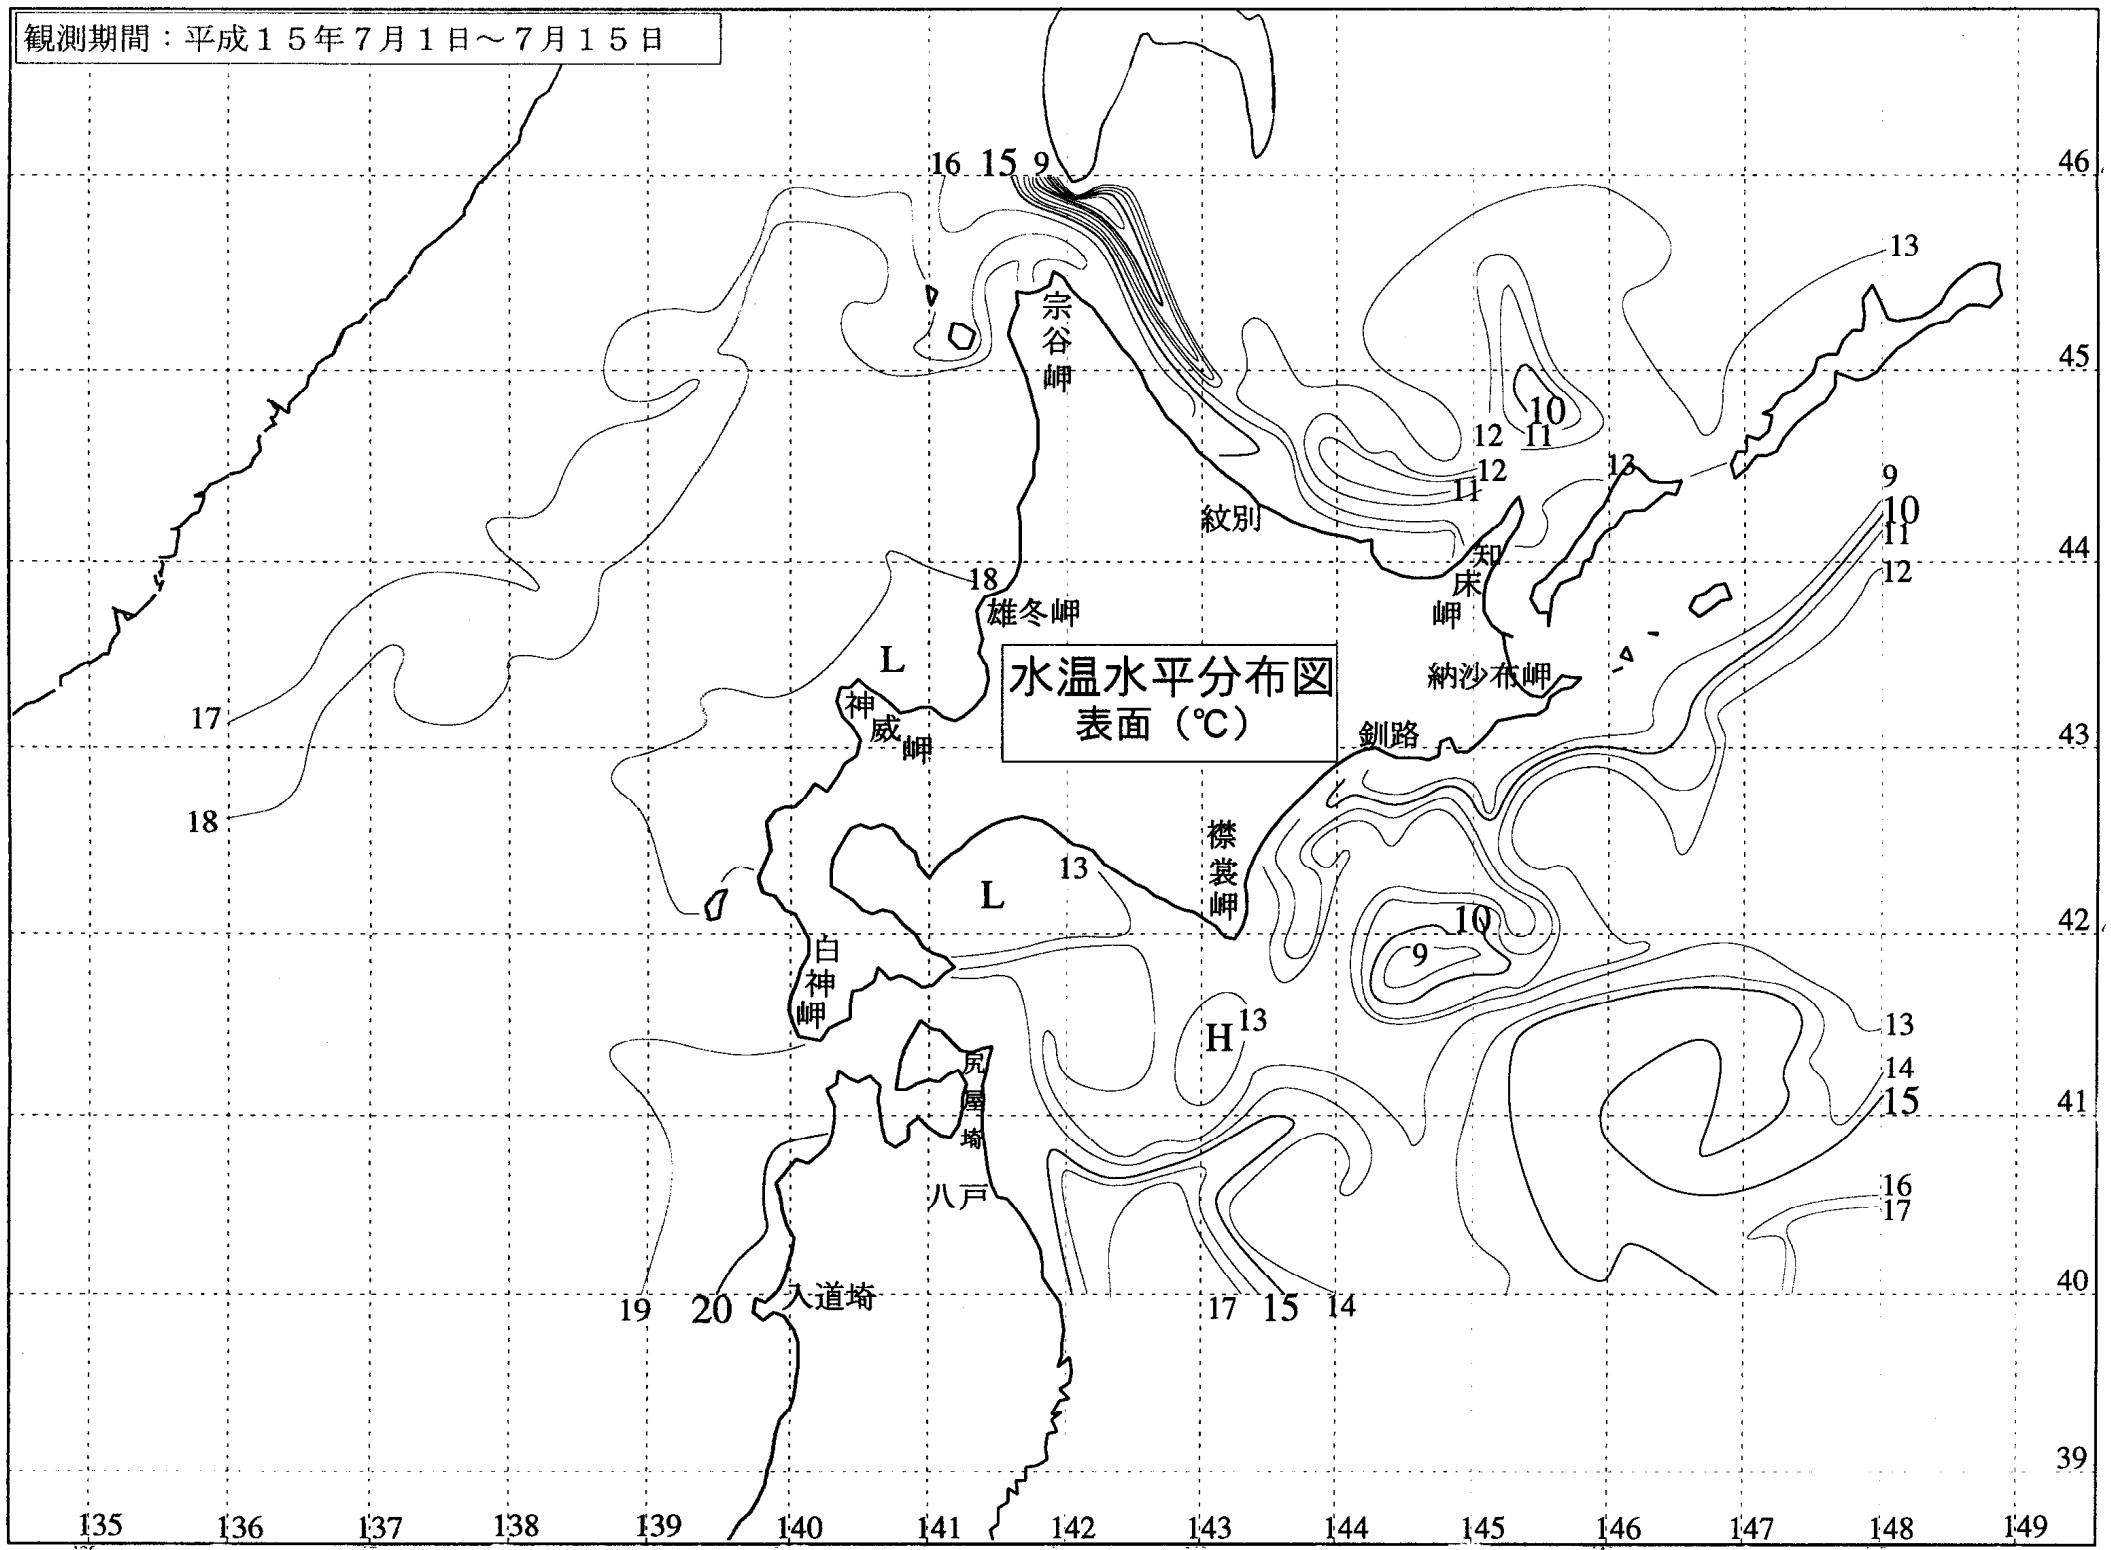 観測期間：平成１５年７月１日～７月１５日
16 15 9
46
13
宗谷岬
45
10
12 11
12
13
11
9
10
11
12
紋別
44
18
知床岬
雄冬岬
L
水温水平分布図
表面（℃）
納沙布岬
神威岬
17
釧路
43
18
襟裳岬
13
L
10
42
9
白神岬
H 13
13
14
15
41
尻屋埼
八戸
16
17
40
入道埼
19 20
17 15 14
39
135 136 137 138 139 140 141 142 143 144 145 146 147 148 149